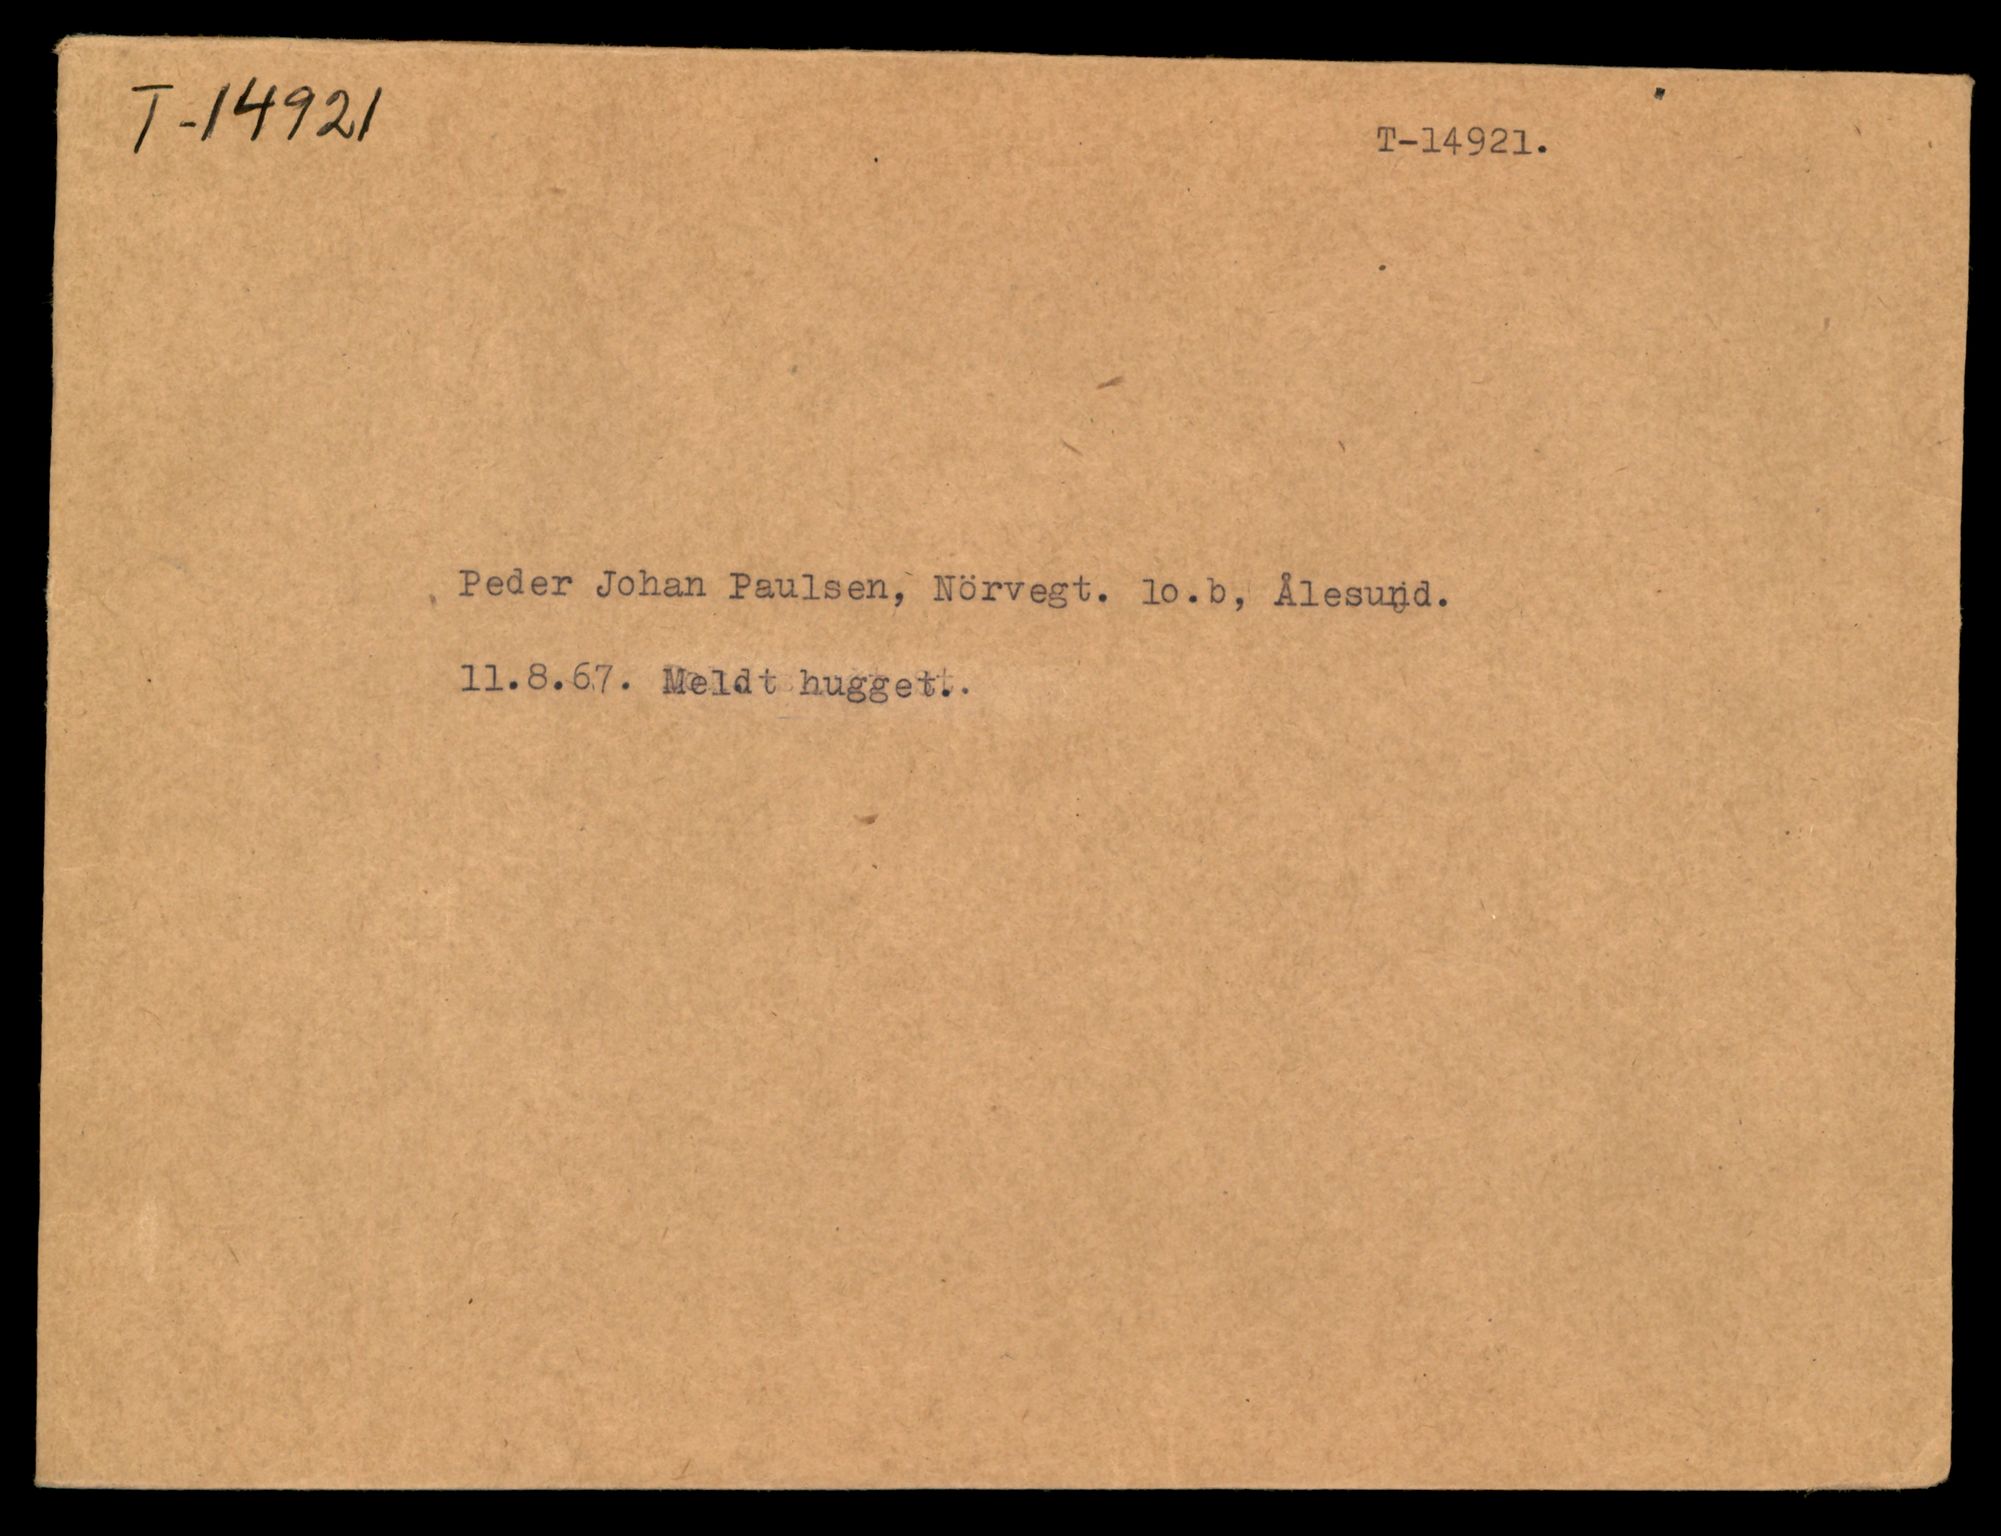 T-14921
T-14921.
Peder Johan Paulsen, Nörvegt. lo.b, Ålesund.
11.8.67. Meldt hugget.